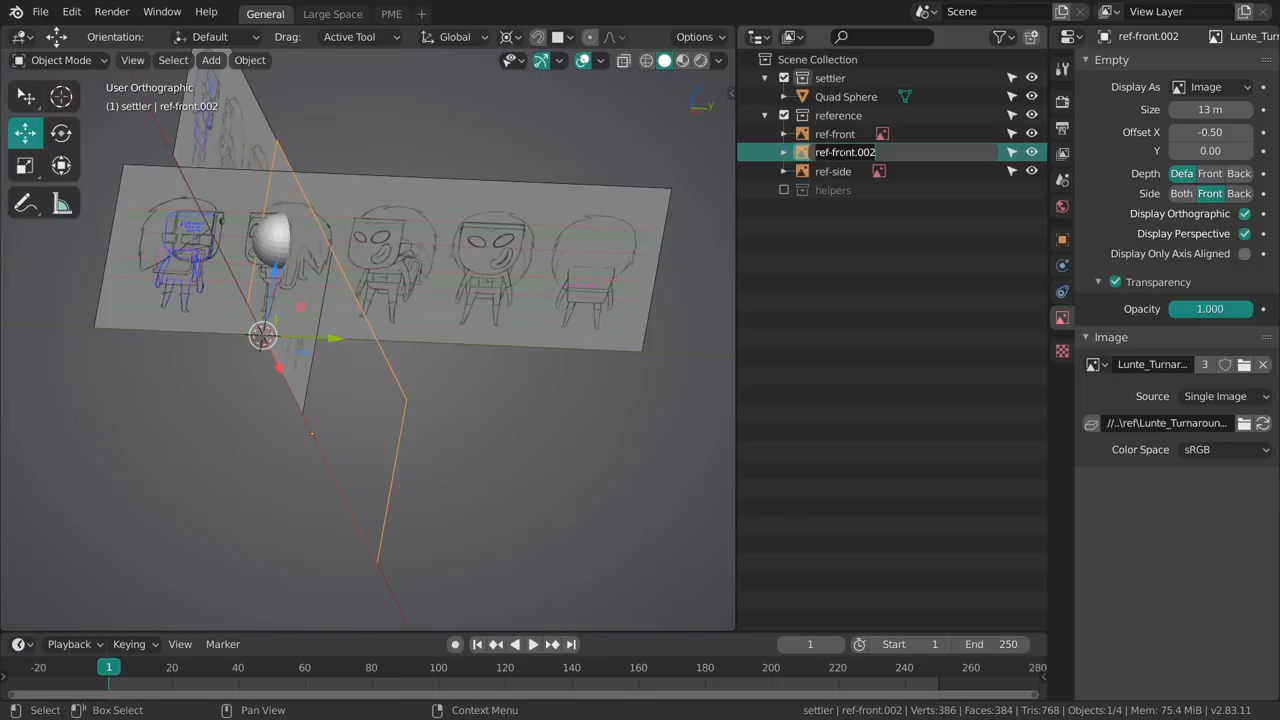 File Edit Render Window Help General Large Space PME + Scene View Layer
Orientation: Default Drag: Active Tool Global Options ref-front.002 Lunte_Turna
Object Mode View Select Add Object Scene Collection Empty
User Orthographic settler Display As Image
(1) settler | ref-front.002 Quad Sphere Size 13 m
y reference Offset X -0.50
ref-front Y 0.00
ref-front.002 Depth Defa Front Back
ref-side Side Both Front Back
helpers Display Orthographic
Display Perspective
Display Only Axis Aligned
Transparency
Opacity 1.000
Image
Lunte_Turnar... 3
Source Single Image
//..\ref\Lunte_Turnaroun...
Color Space sRGB
Playback Keying View Marker 1 Start 1 End 250
-20 1 20 40 60 80 100 120 140 160 180 200 220 240 260 280
Select Box Select Pan View Context Menu settler | ref-front.002 | Verts:386 | Faces:384 | Tris:768 | Objects:1/4 | Mem: 75.4 MiB | v2.83.11